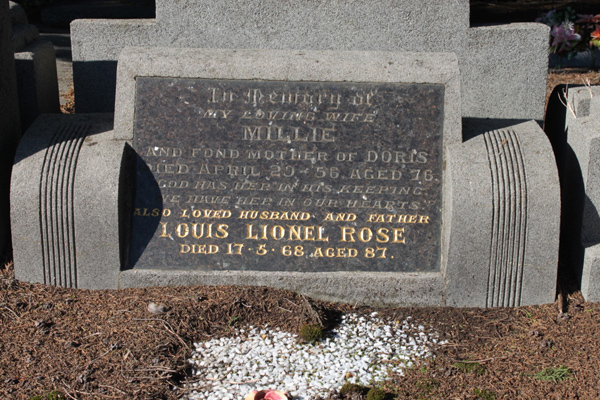 In Memory of
MY LOVING WIFE
MILLIE
AND FOND MOTHER OF DORIS
DIED APRIL 29-56. AGED 76.
GOD HAS HER IN HIS KEEPING
WE HAVE HER IN OUR HEARTS.
ALSO LOVED HUSBAND AND FATHER
LOUIS LIONEL ROSE
DIED 17·5·68 AGED 87.